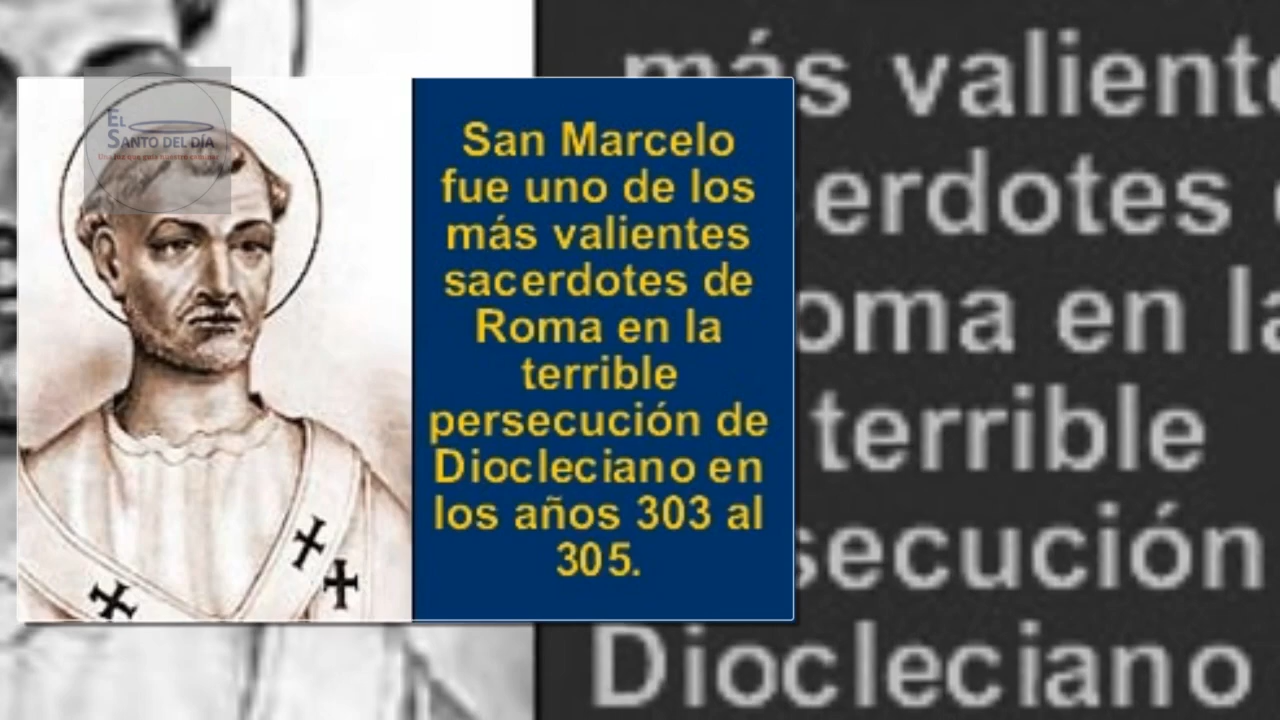 EL
SANTO DEL DÍA
San Marcelo
fue uno de los
más valientes
sacerdotes de
Roma en la
terrible
persecución de
Diocleciano en
los años 303 al
305.
más valiente
erdotes
oma en la
terrible
secución
Diocleciano